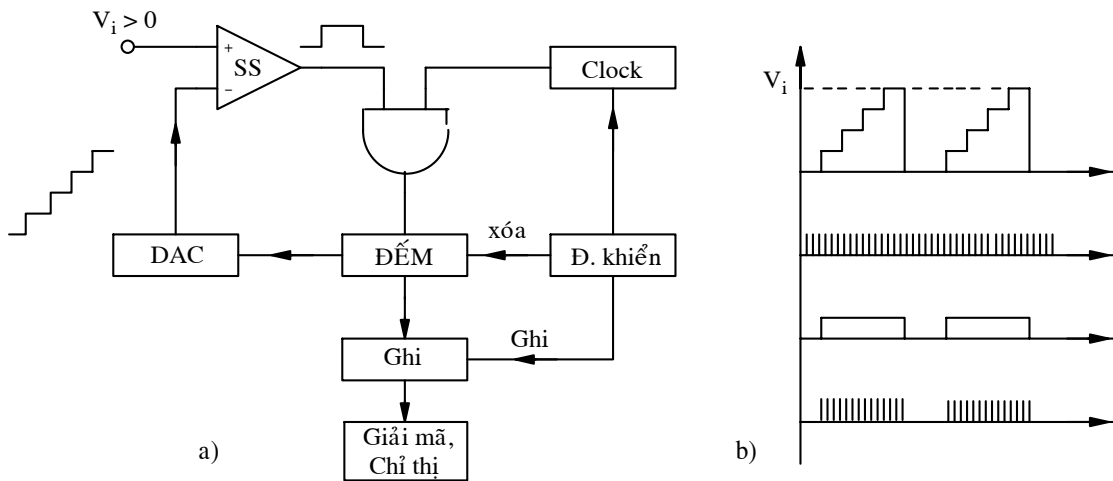 V_i > 0
+
SS
−
Clock
DAC
ĐẾM
xóa
Đ. khiển
Ghi
Ghi
Giải mã,
Chỉ thị
a)
V_i
b)